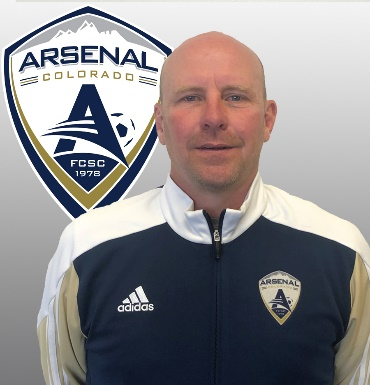 ARSENAL
COLORADO
A
FCSC
1978
adidas
ARSENAL
A